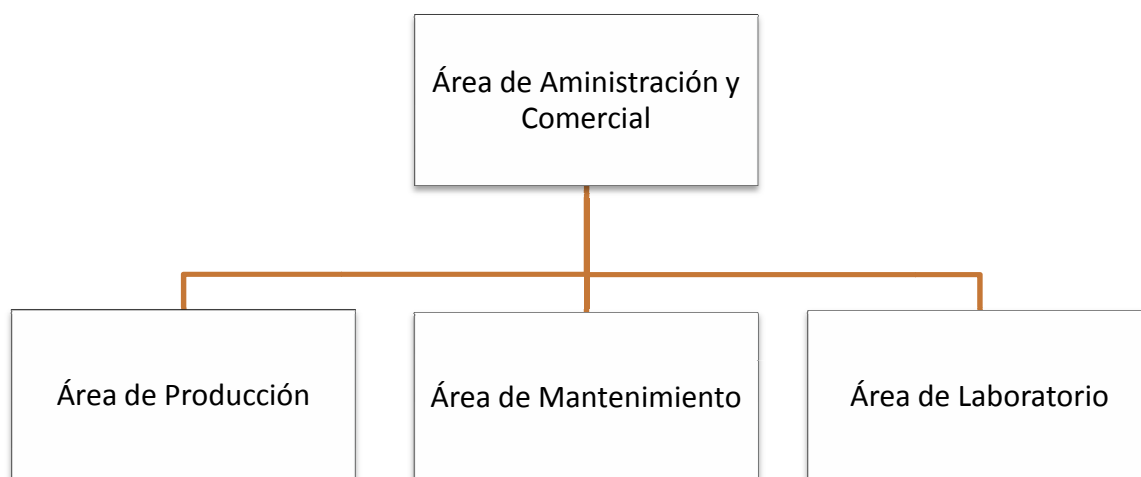 Área de Aministración y
Comercial
Área de Producción
Área de Mantenimiento
Área de Laboratorio